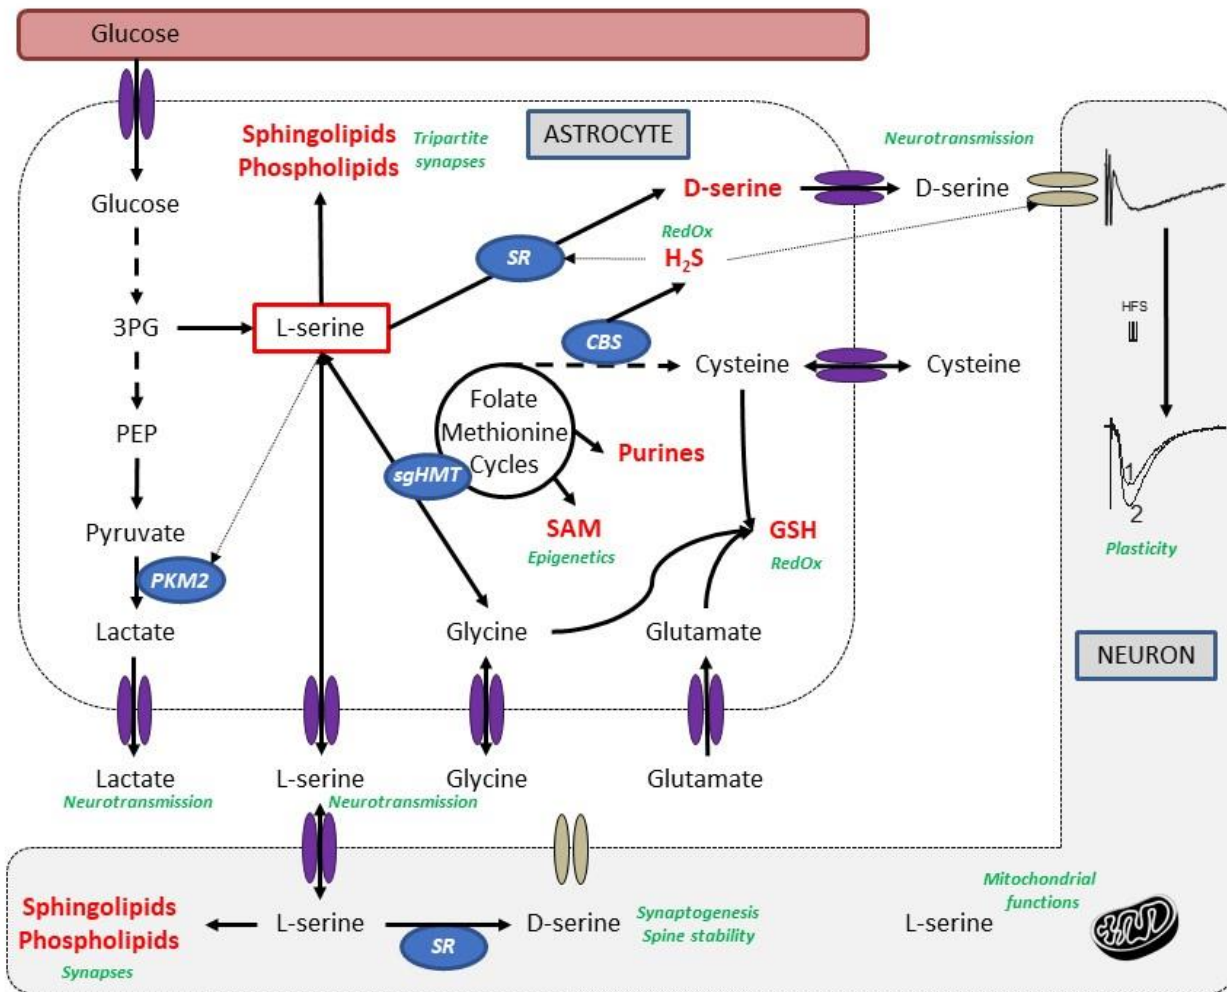 Glucose
ASTROCYTE
Sphingolipids
Phospholipids
Tripartite
synapses
Neurotransmission
Glucose
D-serine
D-serine
SR
RedOx
H₂S
3PG
L-serine
HFS
CBS
Cysteine
Cysteine
Folate
Methionine
Cycles
PEP
Purines
sgHMT
1
2
Pyruvate
SAM
Epigenetics
GSH
RedOx
Plasticity
PKM2
Lactate
Glycine
Glutamate
NEURON
Lactate
Neurotransmission
L-serine
Neurotransmission
Glycine
Glutamate
Sphingolipids
Phospholipids
Synapses
L-serine
SR
D-serine
Synaptogenesis
Spine stability
L-serine
Mitochondrial
functions